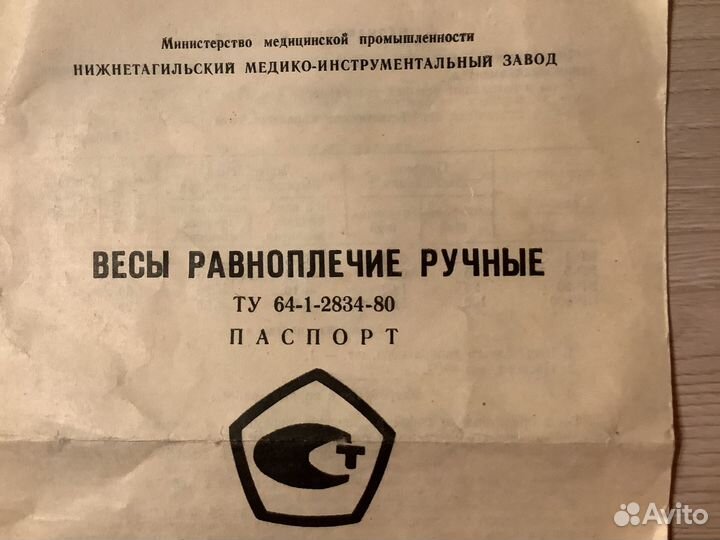 Министерство медицинской промышленности
НИЖНЕТАГИЛЬСКИЙ МЕДИКО-ИНСТРУМЕНТАЛЬНЫЙ ЗАВОД
ВЕСЫ РАВНОПЛЕЧИЕ РУЧНЫЕ
ТУ 64-1-2834-80
ПАСПОРТ
Т
Avito